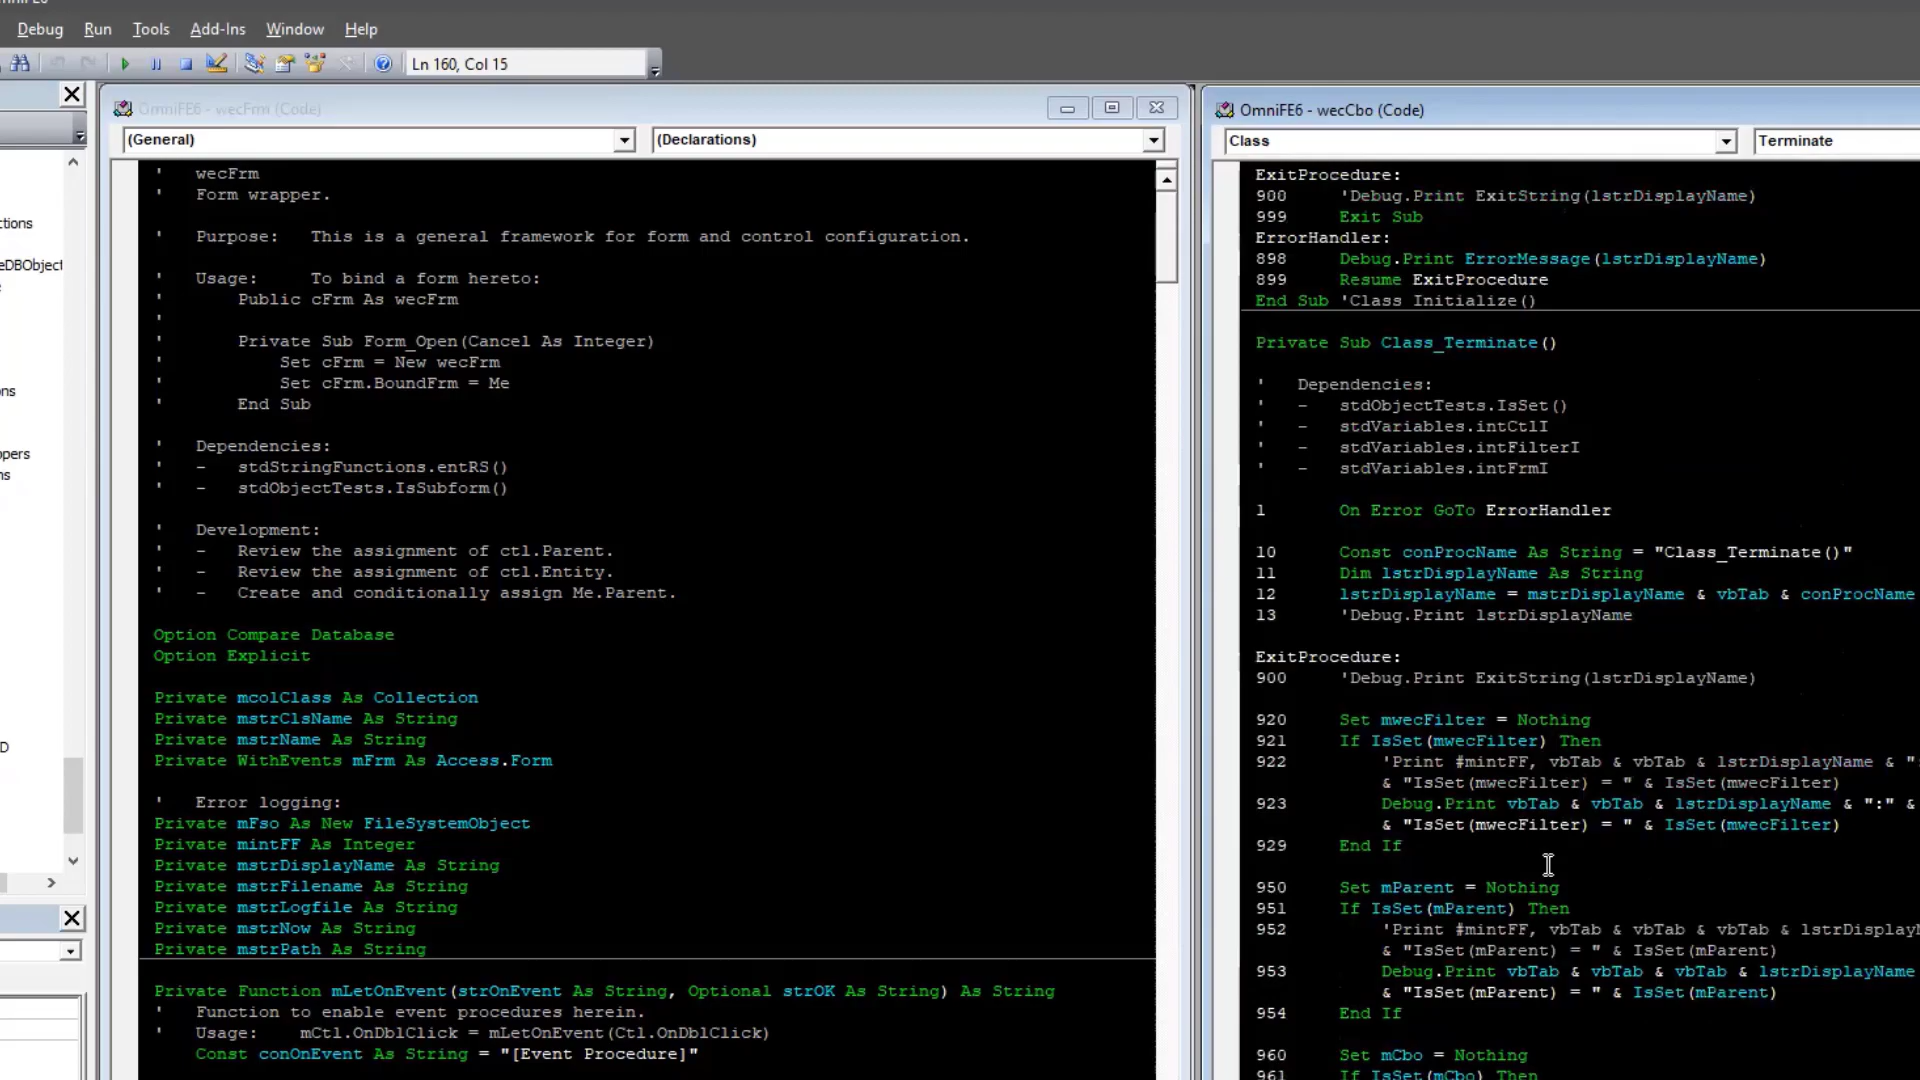 Debug Run Tools Add-Ins Window Help
Ln 160, Col 15
OmniFE6 - wecFrm (Code)
(General) (Declarations)
' wecFrm
' Form wrapper.
' Purpose: This is a general framework for form and control configuration.
' Usage: To bind a form hereto:
' Public cFrm As wecFrm
'
' Private Sub Form_Open(Cancel As Integer)
' Set cFrm = New wecFrm
' Set cFrm.BoundFrm = Me
' End Sub
' Dependencies:
' - stdStringFunctions.entRS()
' - stdObjectTests.IsSubform()
' Development:
' - Review the assignment of ctl.Parent.
' - Review the assignment of ctl.Entity.
' - Create and conditionally assign Me.Parent.
Option Compare Database
Option Explicit
Private mcolClass As Collection
Private mstrClsName As String
Private mstrName As String
Private WithEvents mFrm As Access.Form
' Error logging:
Private mFso As New FileSystemObject
Private mintFF As Integer
Private mstrDisplayName As String
Private mstrFilename As String
Private mstrLogfile As String
Private mstrNow As String
Private mstrPath As String
Private Function mLetOnEvent(strOnEvent As String, Optional strOK As String) As String
' Function to enable event procedures herein.
' Usage: mCtl.OnDblClick = mLetOnEvent(Ctl.OnDblClick)
Const conOnEvent As String = "[Event Procedure]"
OmniFE6 - wecCbo (Code)
Class Terminate
ExitProcedure:
900 'Debug.Print ExitString(lstrDisplayName)
999 Exit Sub
ErrorHandler:
898 Debug.Print ErrorMessage(lstrDisplayName)
899 Resume ExitProcedure
End Sub 'Class Initialize()
Private Sub Class_Terminate()
' Dependencies:
' - stdObjectTests.IsSet()
' - stdVariables.intCtlI
' - stdVariables.intFilterI
' - stdVariables.intFrmI
1 On Error GoTo ErrorHandler
10 Const conProcName As String = "Class_Terminate()"
11 Dim lstrDisplayName As String
12 lstrDisplayName = mstrDisplayName & vbTab & conProcName
13 'Debug.Print lstrDisplayName
ExitProcedure:
900 'Debug.Print ExitString(lstrDisplayName)
920 Set mwecFilter = Nothing
921 If IsSet(mwecFilter) Then
922 'Print #mintFF, vbTab & vbTab & lstrDisplayName & ":
& "IsSet(mwecFilter) = " & IsSet(mwecFilter)
923 Debug.Print vbTab & vbTab & lstrDisplayName & ":" &
& "IsSet(mwecFilter) = " & IsSet(mwecFilter)
929 End If
950 Set mParent = Nothing
951 If IsSet(mParent) Then
952 'Print #mintFF, vbTab & vbTab & vbTab & lstrDisplayN
& "IsSet(mParent) = " & IsSet(mParent)
953 Debug.Print vbTab & vbTab & vbTab & lstrDisplayName
& "IsSet(mParent) = " & IsSet(mParent)
954 End If
960 Set mCbo = Nothing
961 If IsSet(mCbo) Then
ctions
eDBObject
ons
ppers
ns
D